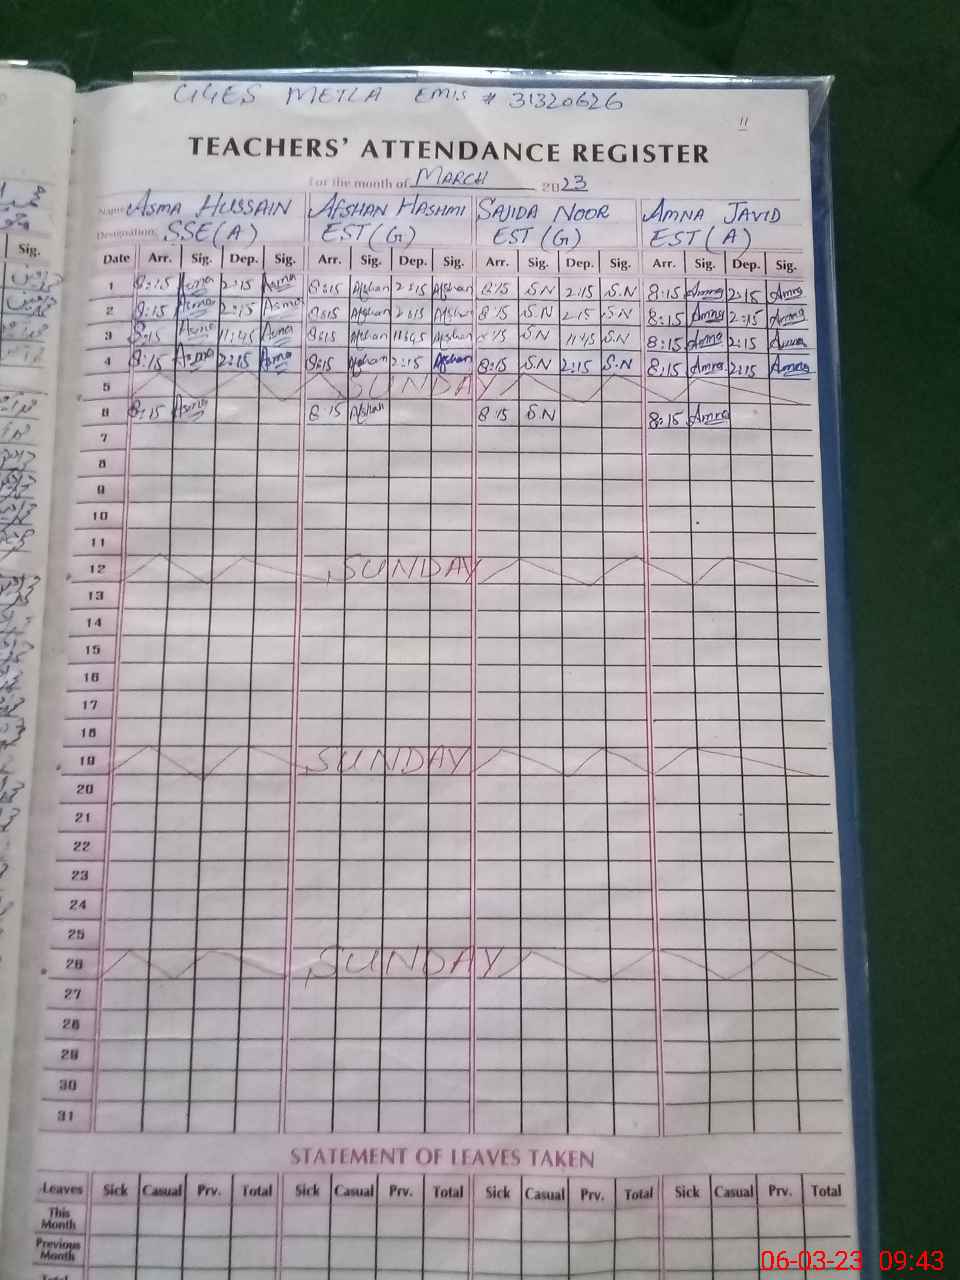 GGES MEYLA EMIS # 31320626
11
TEACHERS' ATTENDANCE REGISTER
For the month of MARCH 2023
Name ASMA HUSSAIN AFSHAN HASHMI SAJIDA NOOR AMNA JAVID
Designation SSE(A) EST(G) EST(G) EST(A)
Sig.
Date Arr. Sig. Dep. Sig. Arr. Sig. Dep. Sig. Arr. Sig. Dep. Sig. Arr. Sig. Dep. Sig.
1 8:15 Asma 2:15 Asma 8:15 Afshan 2:15 Afshan 8:15 S.N 2:15 S.N 8:15 Amna 2:15 Amna
2 8:15 Asma 2:15 Asma 8:15 Afshan 2:15 Afshan 8:15 S.N 2:15 S.N 8:15 Amna 2:15 Amna
3 8:15 Asma 11:45 Asma 8:15 Afshan 11:45 Afshan 8:15 S.N 11:45 S.N 8:15 Amna 2:15 Amna
4 8:15 Asma 2:15 Asma 8:15 Afshan 2:15 Afshan 8:15 S.N 2:15 S.N 8:15 Amna 2:15 Amna
5 SUNDAY
6 8:15 Asma 8:15 Afshan 8:15 S.N 8:15 Amna
7
8
9
10
11
12 SUNDAY
13
14
15
16
17
18
19 SUNDAY
20
21
22
23
24
25
26 SUNDAY
27
28
29
30
31
STATEMENT OF LEAVES TAKEN
Leaves Sick Casual Prv. Total Sick Casual Prv. Total Sick Casual Prv. Total Sick Casual Prv. Total
This
Month
Previous
Month
Total
06-03-23 09:43